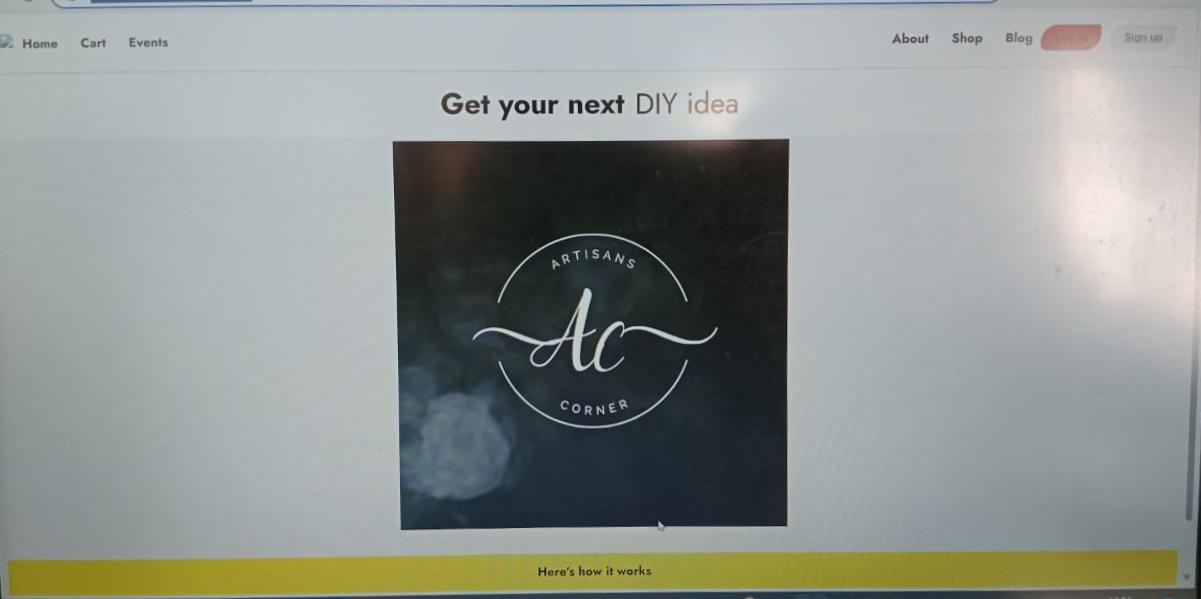 Home Cart Events About Shop Blog Sign up
Get your next DIY idea
ARTISANS
Ac
CORNER
Here's how it works